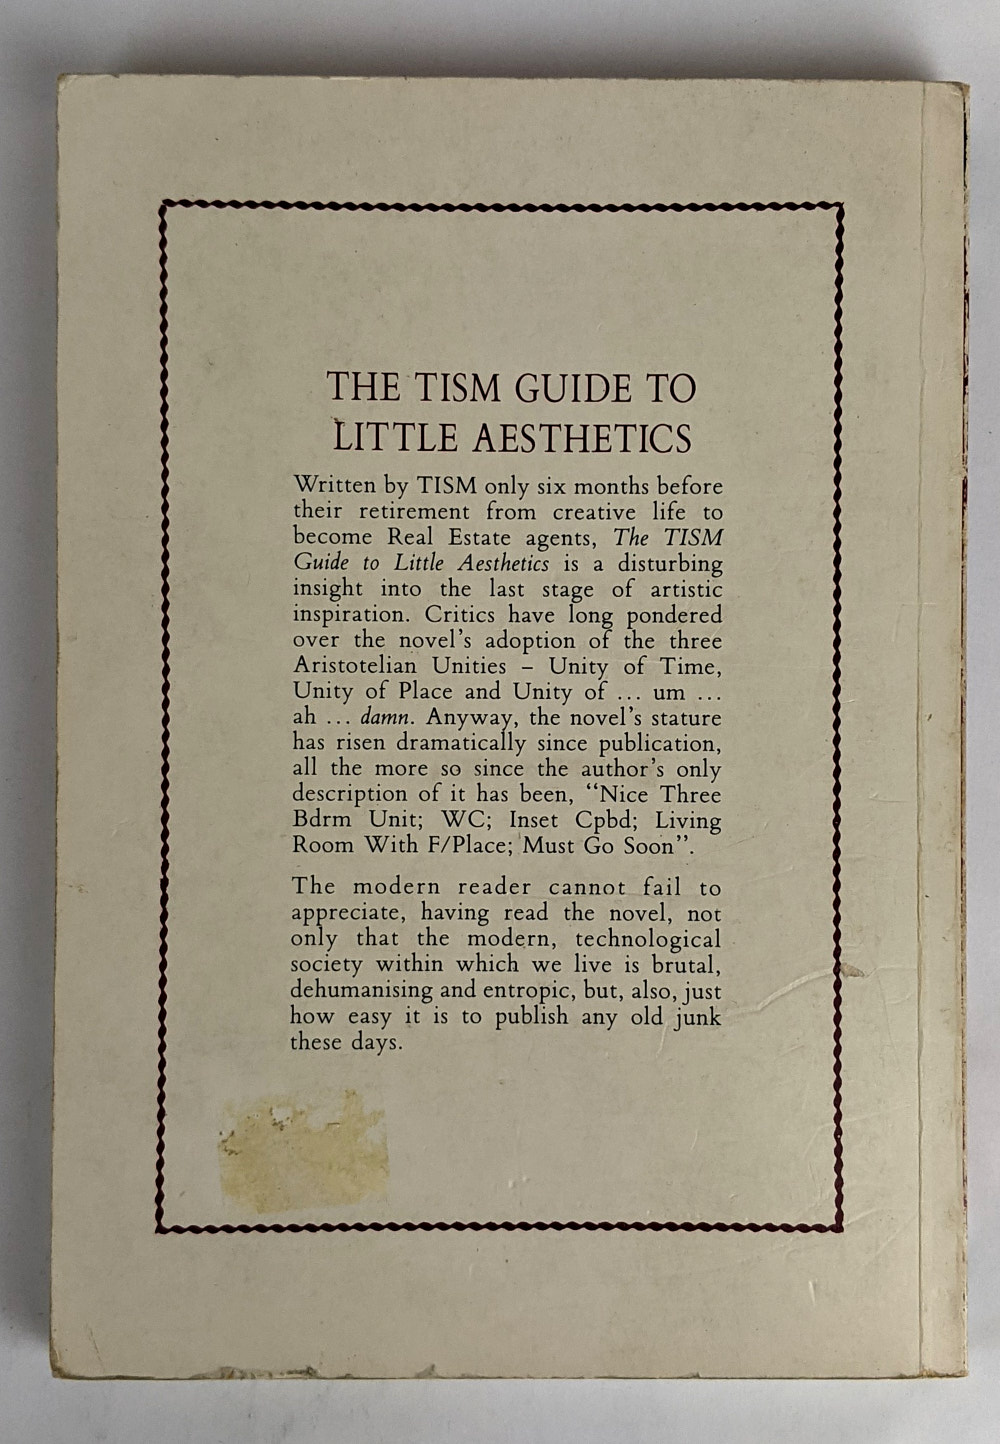 THE TISM GUIDE TO
LITTLE AESTHETICS
Written by TISM only six months before
their retirement from creative life to
become Real Estate agents, The TISM
Guide to Little Aesthetics is a disturbing
insight into the last stage of artistic
inspiration. Critics have long pondered
over the novel's adoption of the three
Aristotelian Unities – Unity of Time,
Unity of Place and Unity of ... um ...
ah ... damn. Anyway, the novel's stature
has risen dramatically since publication,
all the more so since the author's only
description of it has been, “Nice Three
Bdrm Unit; WC; Inset Cpbd; Living
Room With F/Place; Must Go Soon”.
The modern reader cannot fail to
appreciate, having read the novel, not
only that the modern, technological
society within which we live is brutal,
dehumanising and entropic, but, also, just
how easy it is to publish any old junk
these days.